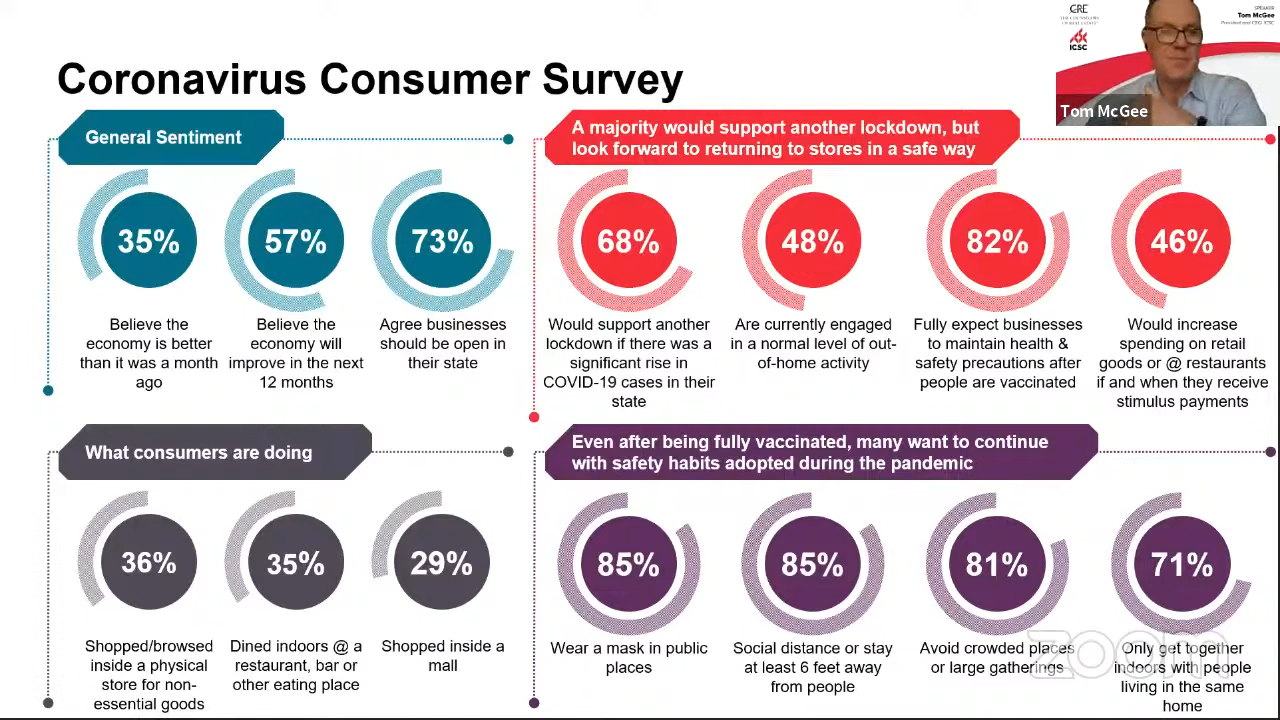 CRE
ICSC
SPEAKER
Tom McGee
President and CEO, ICSC
Tom McGee
Coronavirus Consumer Survey
General Sentiment
35%
57%
73%
Believe the
economy is better
than it was a month
ago
Believe the
economy will
improve in the next
12 months
Agree businesses
should be open in
their state
A majority would support another lockdown, but
look forward to returning to stores in a safe way
68%
48%
82%
46%
Would support another
lockdown if there was a
significant rise in
COVID-19 cases in their
state
Are currently engaged
in a normal level of out-
of-home activity
Fully expect businesses
to maintain health &
safety precautions after
people are vaccinated
Would increase
spending on retail
goods or @ restaurants
if and when they receive
stimulus payments
What consumers are doing
36%
35%
29%
Shopped/browsed
inside a physical
store for non-
essential goods
Dined indoors @ a
restaurant, bar or
other eating place
Shopped inside a
mall
Even after being fully vaccinated, many want to continue
with safety habits adopted during the pandemic
85%
85%
81%
71%
Wear a mask in public
places
Social distance or stay
at least 6 feet away
from people
Avoid crowded places
or large gatherings
Only get together
indoors with people
living in the same
home
zoom